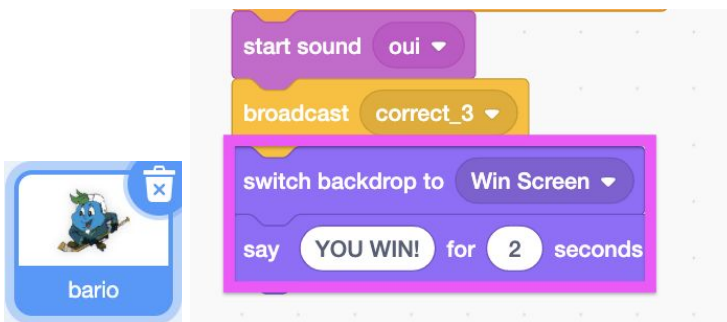 start sound oui
broadcast correct_3
switch backdrop to Win Screen
say YOU WIN! for 2 seconds
bario